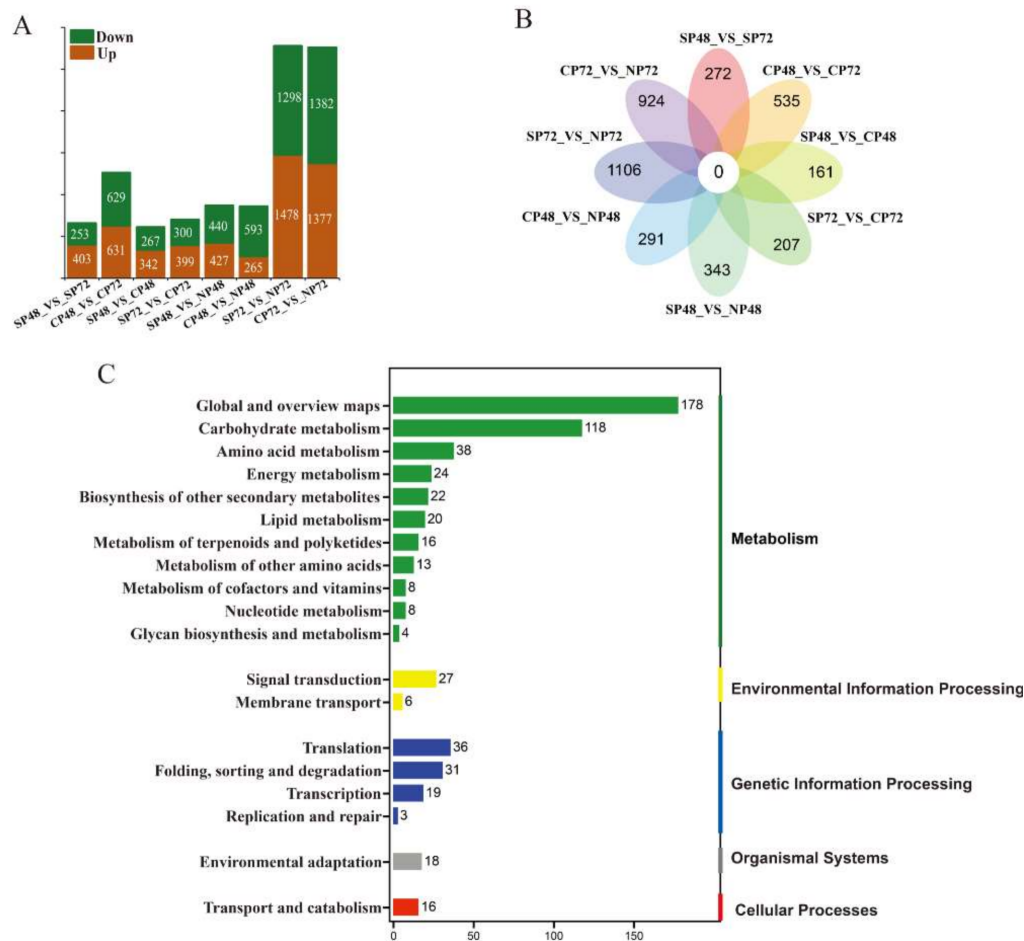 A
Down
Up
1298
1382
629
253
267
300
440
593
403
631
342
399
427
265
1478
1377
SP48_VS_SP72
CP48_VS_CP72
SP48_VS_CP48
SP72_VS_CP72
SP48_VS_NP48
CP48_VS_NP48
SP72_VS_NP72
CP72_VS_NP72
B
SP48_VS_SP72
CP72_VS_NP72
CP48_VS_CP72
272
924
535
SP72_VS_NP72
SP48_VS_CP48
1106
0
161
CP48_VS_NP48
SP72_VS_CP72
291
207
343
SP48_VS_NP48
C
Global and overview maps 178
Carbohydrate metabolism 118
Amino acid metabolism 38
Energy metabolism 24
Biosynthesis of other secondary metabolites 22
Lipid metabolism 20
Metabolism of terpenoids and polyketides 16
Metabolism of other amino acids 13
Metabolism of cofactors and vitamins 8
Nucleotide metabolism 8
Glycan biosynthesis and metabolism 4
Metabolism
Signal transduction 27
Membrane transport 6
Environmental Information Processing
Translation 36
Folding, sorting and degradation 31
Transcription 19
Replication and repair 3
Genetic Information Processing
Environmental adaptation 18
Organismal Systems
Transport and catabolism 16
Cellular Processes
0 50 100 150